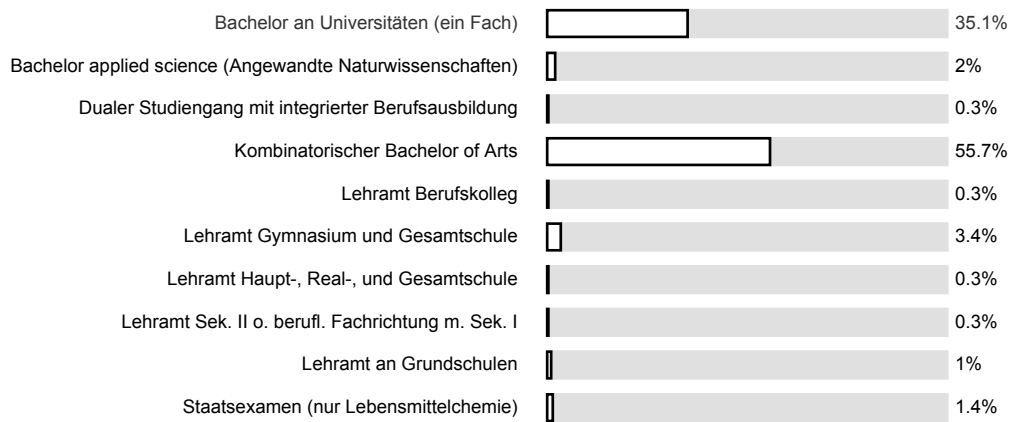 Bachelor an Universitäten (ein Fach) 35.1%
Bachelor applied science (Angewandte Naturwissenschaften) 2%
Dualer Studiengang mit integrierter Berufsausbildung 0.3%
Kombinatorischer Bachelor of Arts 55.7%
Lehramt Berufskolleg 0.3%
Lehramt Gymnasium und Gesamtschule 3.4%
Lehramt Haupt-, Real-, und Gesamtschule 0.3%
Lehramt Sek. II o. berufl. Fachrichtung m. Sek. I 0.3%
Lehramt an Grundschulen 1%
Staatsexamen (nur Lebensmittelchemie) 1.4%